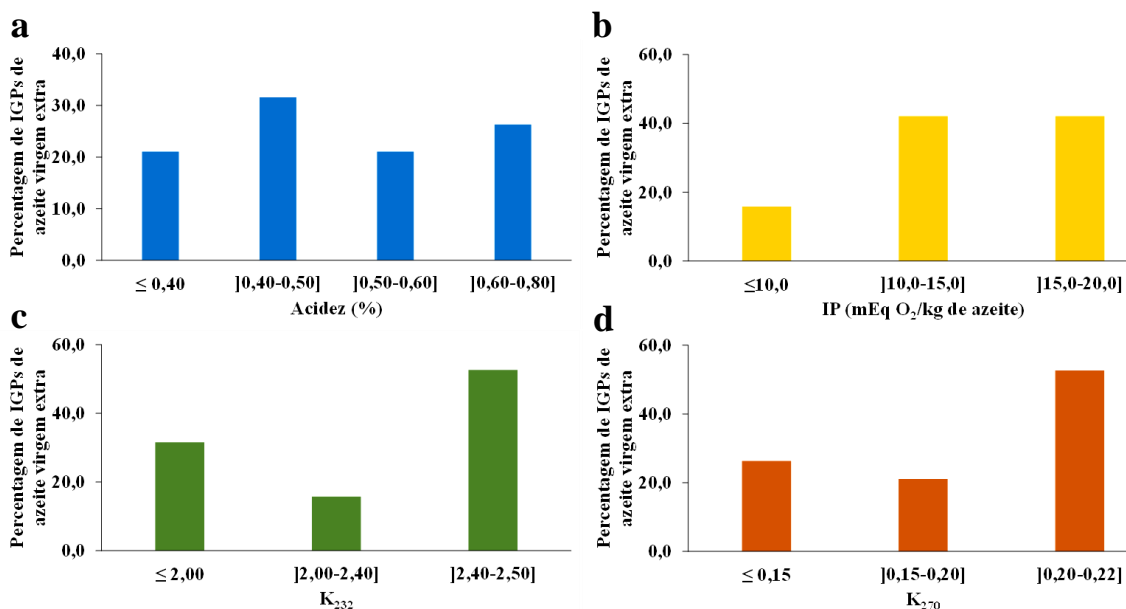 a
Percentagem de IGPs de
azeite virgem extra
40,0
30,0
20,0
10,0
0,0
≤ 0,40
]0,40-0,50]
]0,50-0,60]
]0,60-0,80]
Acidez (%)
b
Percentagem de IGPs de
azeite virgem extra
60,0
40,0
20,0
0,0
≤10,0
]10,0-15,0]
]15,0-20,0]
IP (mEq O₂/kg de azeite)
c
Percentagem de IGPs de
azeite virgem extra
60,0
40,0
20,0
0,0
≤ 2,00
]2,00-2,40]
]2,40-2,50]
K₂₃₂
d
Percentagem de IGPs de
azeite virgem extra
60,0
40,0
20,0
0,0
≤ 0,15
]0,15-0,20]
]0,20-0,22]
K₂₇₀